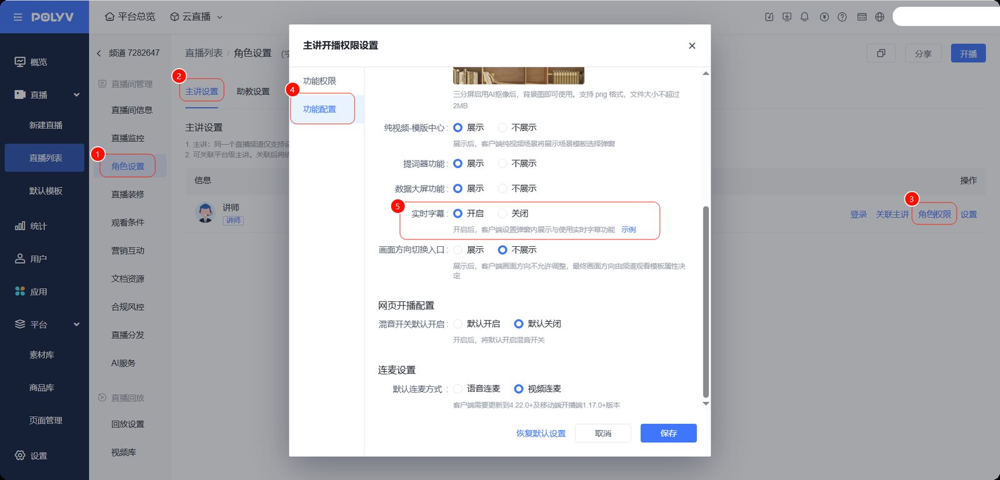 POLYV
平台总览
云直播
概览
直播
新建直播
直播列表
默认模板
统计
用户
应用
平台
素材库
商品库
页面管理
设置
频道 7282647
直播间管理
直播间信息
直播监控
1
角色设置
直播装修
观看条件
营销互动
文档资源
合规风控
直播分发
AI服务
直播回放
回放设置
视频库
直播列表 / 角色设置
分享
开播
2
主讲设置
助教设置
主讲设置
1. 主讲：同一个直播频道仅支持
2. 可关联平台级主讲。关联后将
信息
操作
讲师
讲师
3
登录
关联主讲
角色权限
设置
主讲开播权限设置
功能权限
4
功能配置
三分屏启用AI抠像后，背景图即可使用。支持 png 格式，文件大小不超过
2MB
纯视频-模版中心： 展示 不展示
展示后，客户端纯视频场景将展示场景模板选择弹窗
提词器功能： 展示 不展示
数据大屏功能： 展示 不展示
5
实时字幕： 开启 关闭
开启后，客户端设置弹窗内展示与使用实时字幕功能 示例
画面方向切换入口： 展示 不展示
展示后，客户端画面方向不允许调整，最终画面方向由频道观看模板属性决
定
网页开播配置
混音开关默认开启： 默认开启 默认关闭
开启后，将默认开启混音开关
连麦设置
默认连麦方式 ： 语音连麦 视频连麦
客户端需要更新到4.22.0+及移动端开播端1.17.0+版本
恢复默认设置
取消
保存